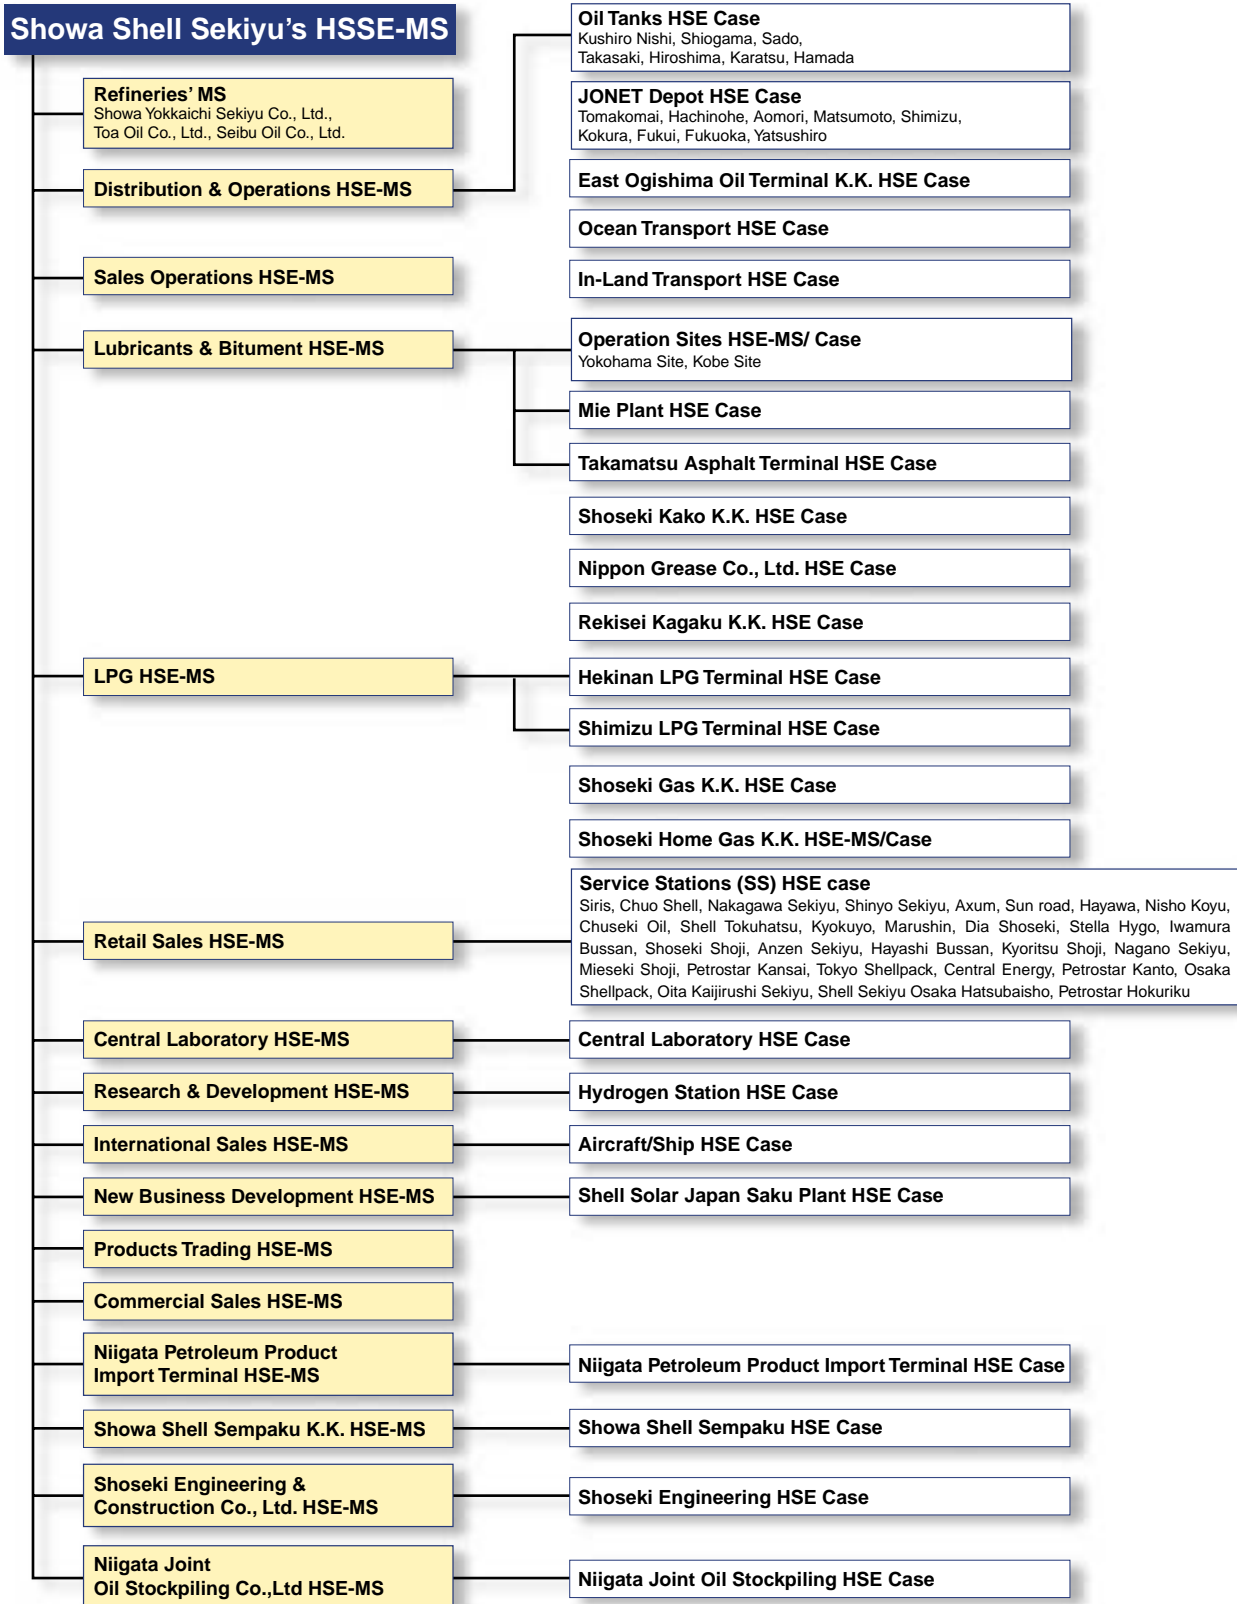 Showa Shell Sekiyu's HSSE-MS
Refineries' MS
Showa Yokkaichi Sekiyu Co., Ltd.,
Toa Oil Co., Ltd., Seibu Oil Co., Ltd.
Distribution & Operations HSE-MS
Oil Tanks HSE Case
Kushiro Nishi, Shiogama, Sado,
Takasaki, Hiroshima, Karatsu, Hamada
JONET Depot HSE Case
Tomakomai, Hachinohe, Aomori, Matsumoto, Shimizu,
Kokura, Fukui, Fukuoka, Yatsushiro
East Ogishima Oil Terminal K.K. HSE Case
Ocean Transport HSE Case
In-Land Transport HSE Case
Sales Operations HSE-MS
Lubricants & Bitument HSE-MS
Operation Sites HSE-MS/ Case
Yokohama Site, Kobe Site
Mie Plant HSE Case
Takamatsu Asphalt Terminal HSE Case
Shoseki Kako K.K. HSE Case
Nippon Grease Co., Ltd. HSE Case
Rekisei Kagaku K.K. HSE Case
LPG HSE-MS
Hekinan LPG Terminal HSE Case
Shimizu LPG Terminal HSE Case
Shoseki Gas K.K. HSE Case
Shoseki Home Gas K.K. HSE-MS/Case
Retail Sales HSE-MS
Service Stations (SS) HSE case
Siris, Chuo Shell, Nakagawa Sekiyu, Shinyo Sekiyu, Axum, Sun road, Hayawa, Nisho Koyu,
Chuseki Oil, Shell Tokuhatsu, Kyokuyo, Marushin, Dia Shoseki, Stella Hygo, Iwamura
Bussan, Shoseki Shoji, Anzen Sekiyu, Hayashi Bussan, Kyoritsu Shoji, Nagano Sekiyu,
Mieseki Shoji, Petrostar Kansai, Tokyo Shellpack, Central Energy, Petrostar Kanto, Osaka
Shellpack, Oita Kaijirushi Sekiyu, Shell Sekiyu Osaka Hatsubaisho, Petrostar Hokuriku
Central Laboratory HSE-MS
Central Laboratory HSE Case
Research & Development HSE-MS
Hydrogen Station HSE Case
International Sales HSE-MS
Aircraft/Ship HSE Case
New Business Development HSE-MS
Shell Solar Japan Saku Plant HSE Case
Products Trading HSE-MS
Commercial Sales HSE-MS
Niigata Petroleum Product
Import Terminal HSE-MS
Niigata Petroleum Product Import Terminal HSE Case
Showa Shell Sempaku K.K. HSE-MS
Showa Shell Sempaku HSE Case
Shoseki Engineering &
Construction Co., Ltd. HSE-MS
Shoseki Engineering HSE Case
Niigata Joint
Oil Stockpiling Co.,Ltd HSE-MS
Niigata Joint Oil Stockpiling HSE Case